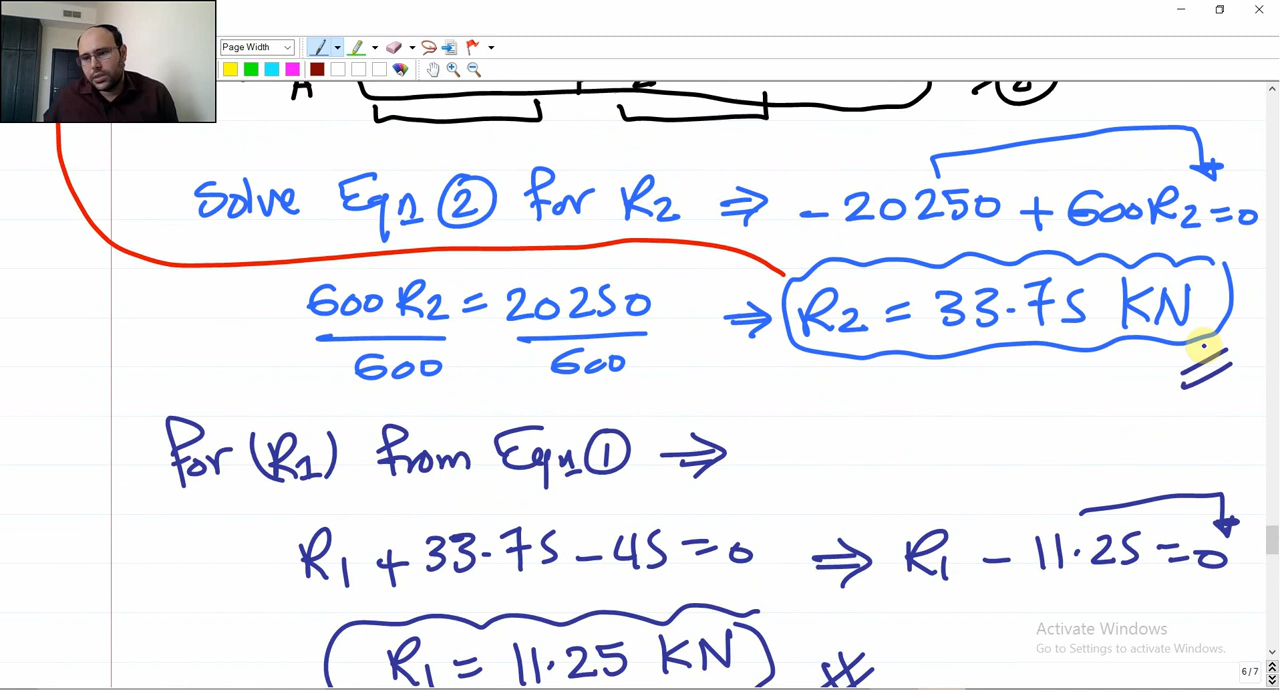 Page Width
A
Solve Eqn ② for R2 ⇒ - 20250 + 600R2 = 0
600 R2 = 20250 ⇒ R2 = 33.75 KN
600 600
for (R1) from Eqn ① ⇒
R1 + 33.75 - 45 = 0 ⇒ R1 - 11.25 = 0
R1 = 11.25 KN
Activate Windows
Go to Settings to activate Windows.
6/7